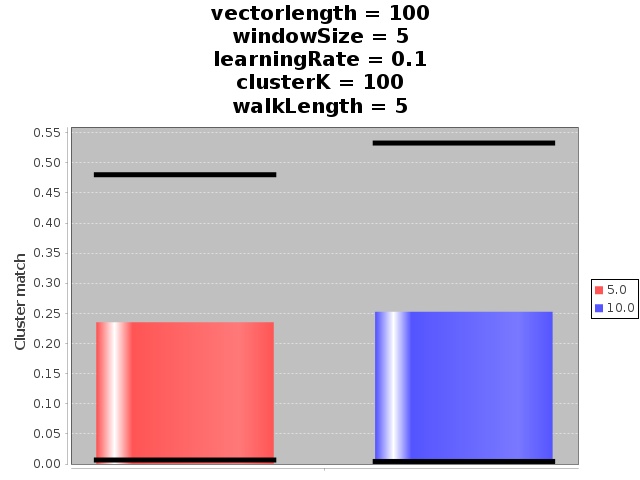 vectorlength = 100
windowSize = 5
learningRate = 0.1
clusterK = 100
walkLength = 5
0.55
0.50
0.45
0.40
0.35
0.30
0.25
0.20
0.15
0.10
0.05
0.00
Cluster match
5.0
10.0